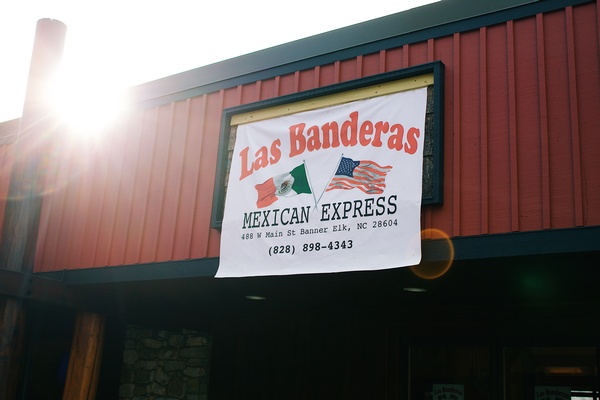 Las Banderas
MEXICAN EXPRESS
488 W Main St Banner Elk, NC 28604
(828) 898-4343